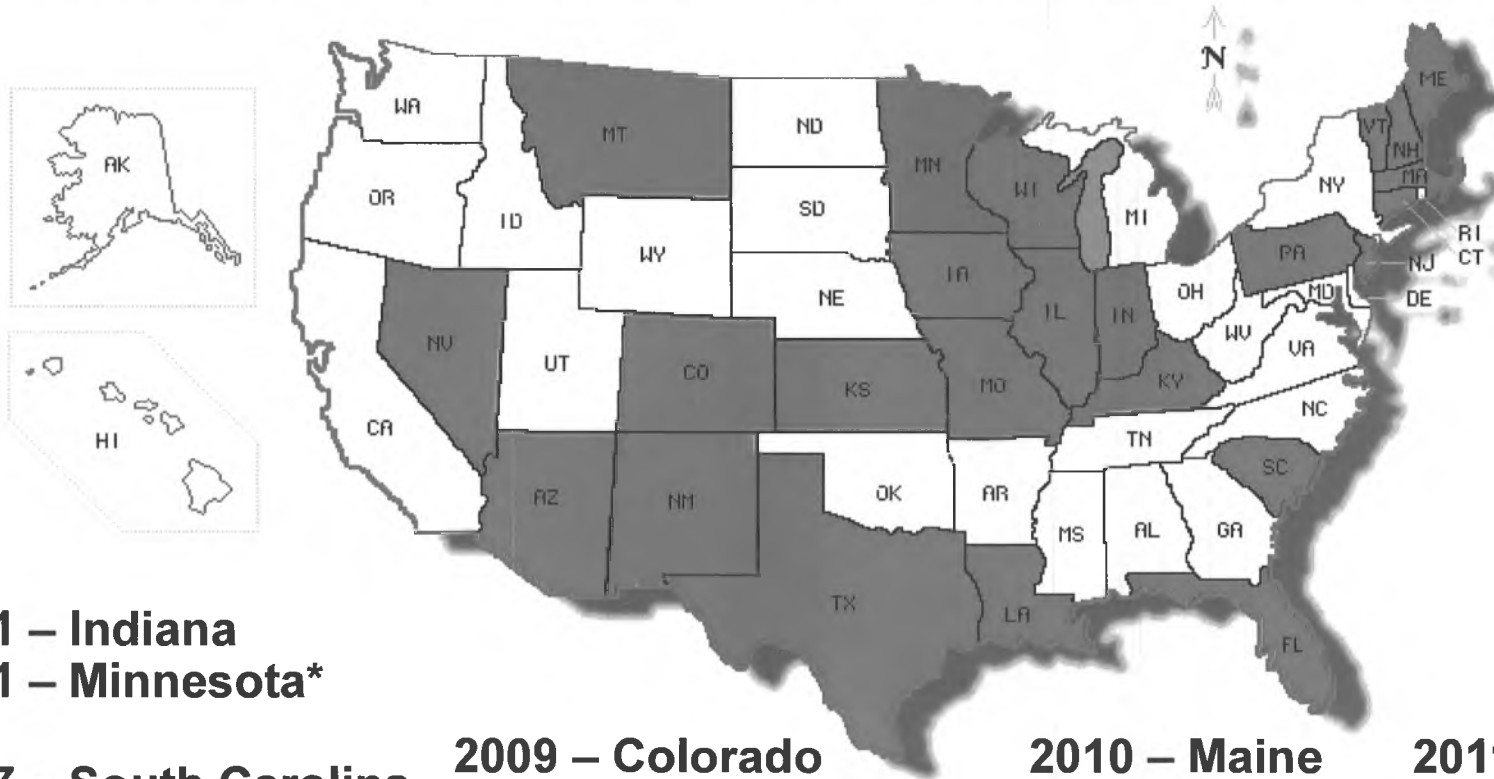 N
WA
MT
ND
MN
ME
VT
NH
AK
OR
ID
SD
WI
MI
NY
MA
RI
CT
WY
IA
PA
NJ
NE
OH
MD
DE
NV
UT
CO
KS
MO
IL
IN
WV
VA
KY
CA
NC
HI
TN
SC
AZ
NM
OK
AR
MS
AL
GA
TX
LA
FL
1 – Indiana
1 – Minnesota*
2009 – Colorado
2010 – Maine
201
South Carolina